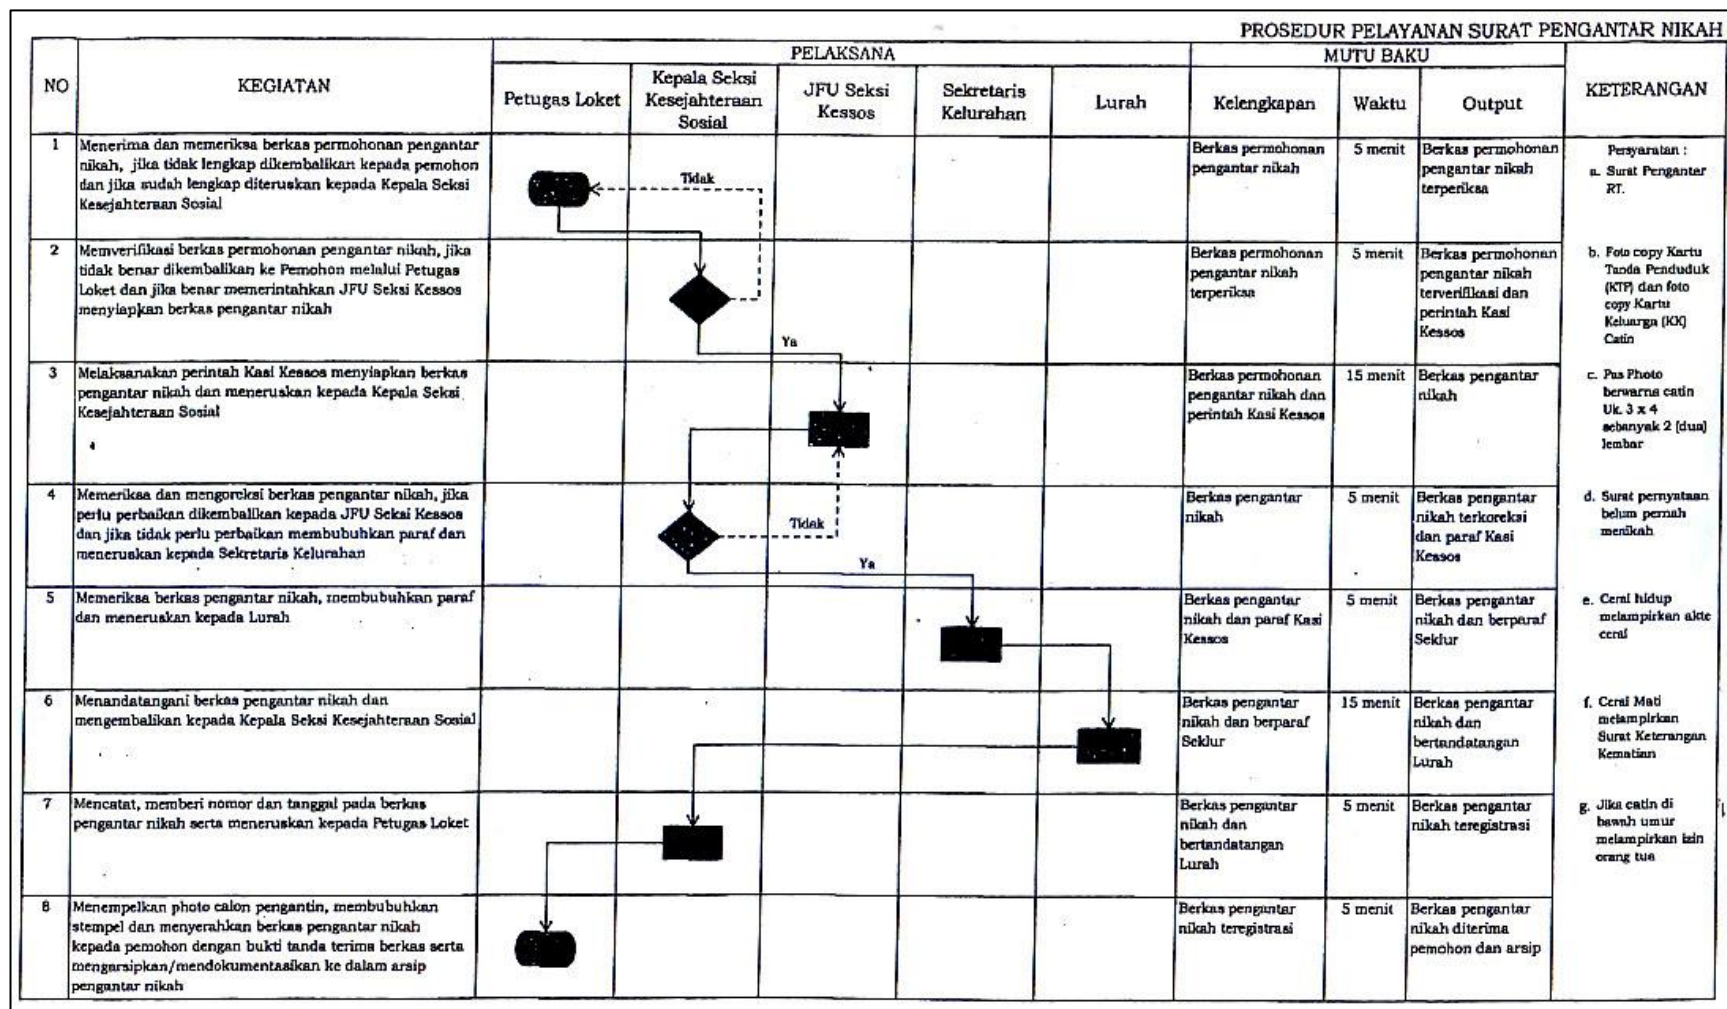 PROSEDUR PELAYANAN SURAT PENGANTAR NIKAH
NO
KEGIATAN
PELAKSANA
MUTU BAKU
KETERANGAN
Petugas Loket
Kepala Seksi
Kesejahteraan
Sosial
JFU Seksi
Kessos
Sekretaris
Kelurahan
Lurah
Kelengkapan
Waktu
Output
1
Menerima dan memeriksa berkas permohonan pengantar
nikah, jika tidak lengkap dikembalikan kepada pemohon
dan jika sudah lengkap diteruskan kepada Kepala Seksi
Kesejahteraan Sosial
Tidak
Berkas permohonan
pengantar nikah
5 menit
Berkas permohonan
pengantar nikah
terperiksa
Persyaratan :
a. Surat Pengantar
RT.
2
Memverifikasi berkas permohonan pengantar nikah, jika
tidak benar dikembalikan ke Pemohon melalui Petugas
Loket dan jika benar memerintahkan JFU Seksi Kessos
menyiapkan berkas pengantar nikah
Ya
Berkas permohonan
pengantar nikah
terperiksa
5 menit
Berkas permohonan
pengantar nikah
terverifikasi dan
perintah Kasi
Kessos
b. Foto copy Kartu
Tanda Penduduk
(KTP) dan foto
copy Kartu
Keluarga (KK)
Catin
3
Melaksanakan perintah Kasi Kessos menyiapkan berkas
pengantar nikah dan meneruskan kepada Kepala Seksi
Kesejahteraan Sosial
Berkas permohonan
pengantar nikah dan
perintah Kasi Kessos
15 menit
Berkas pengantar
nikah
c. Pas Photo
berwarna catin
Uk. 3 x 4
sebanyak 2 (dua)
lembar
4
Memeriksa dan mengoreksi berkas pengantar nikah, jika
perlu perbaikan dikembalikan kepada JFU Seksi Kessos
dan jika tidak perlu perbaikan membubuhkan paraf dan
meneruskan kepada Sekretaris Kelurahan
Tidak
Ya
Berkas pengantar
nikah
5 menit
Berkas pengantar
nikah terkoreksi
dan paraf Kasi
Kessos
d. Surat pernyataan
belum pernah
menikah
5
Memeriksa berkas pengantar nikah, membubuhkan paraf
dan meneruskan kepada Lurah
Berkas pengantar
nikah dan paraf Kasi
Kessos
5 menit
Berkas pengantar
nikah dan berparaf
Seklur
e. Cerai hidup
melampirkan akte
cerai
6
Menandatangani berkas pengantar nikah dan
mengembalikan kepada Kepala Seksi Kesejahteraan Sosial
Berkas pengantar
nikah dan berparaf
Seklur
15 menit
Berkas pengantar
nikah dan
bertandatangan
Lurah
f. Cerai Mati
melampirkan
Surat Keterangan
Kematian
7
Mencatat, memberi nomor dan tanggal pada berkas
pengantar nikah serta meneruskan kepada Petugas Loket
Berkas pengantar
nikah dan
bertandatangan
Lurah
5 menit
Berkas pengantar
nikah teregistrasi
g. Jika catin di
bawah umur
melampirkan izin
orang tua
8
Menempelkan photo calon pengantin, membubuhkan
stempel dan menyerahkan berkas pengantar nikah
kepada pemohon dengan bukti tanda terima berkas serta
mengarsipkan/mendokumentasikan ke dalam arsip
pengantar nikah
Berkas pengantar
nikah teregistrasi
5 menit
Berkas pengantar
nikah diterima
pemohon dan arsip